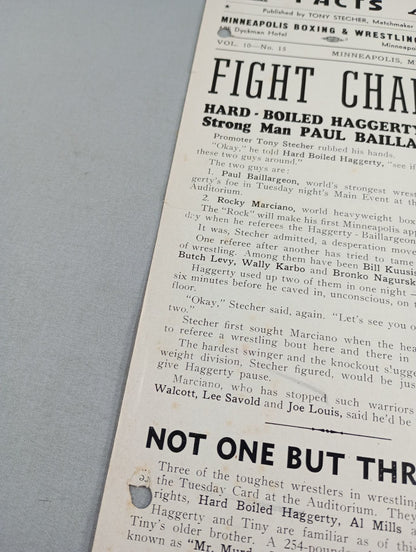 FACTS
Published by TONY STECHER, Matchmaker
MINNEAPOLIS BOXING & WRESTLING
Dyckman Hotel Minneapo
VOL. 10—No. 15 MINNEAPOLIS, M
FIGHT CHA
HARD-BOILED HAGGERTY
Strong Man PAUL BAILLA
Promoter Tony Stecher rubbed his hands.
"Okay," he told Hard Boiled Haggerty, "see if
these two guys around."
The two guys are:
1. Paul Baillargeon, world's strongest wres
gerty's foe in Tuesday night's Main Event at th
Auditorium.
2. Rocky Marciano, world heavyweight box
The "Rock" will make his first Minneapolis app
d:y when he referees the Haggerty - Baillargeon
It was, Stecher admitted, a desperation mov
One referee after another has tried to tame
of wrestling. Among them have been Bill Kuusi
Butch Levy, Wally Karbo and Bronko Nagursk
Haggerty used up two of them in one night —
six minutes before he caved in, unconscious, on t
floor.
"Okay," Stecher said, again. "Let's see you
two."
Stecher first sought Marciano when the hea
to referee a wrestling bout here and there in
The hardest swinger and the knockout s'ugge
weight division, Stecher figured, would be jus
give Haggerty pause.
Marciano, who has stopped such warriors
Walcott, Lee Savold and Joe Louis, said he'd be
NOT ONE BUT THR
Three of the toughest wrestlers in wrestling
the Tuesday Card at the Auditorium. They
rights, Hard Boiled Haggerty, Al Mills a
Haggerty and Tiny are familiar as of thi
Tiny's older brother. A 254-pound
known as "Mr. Murd